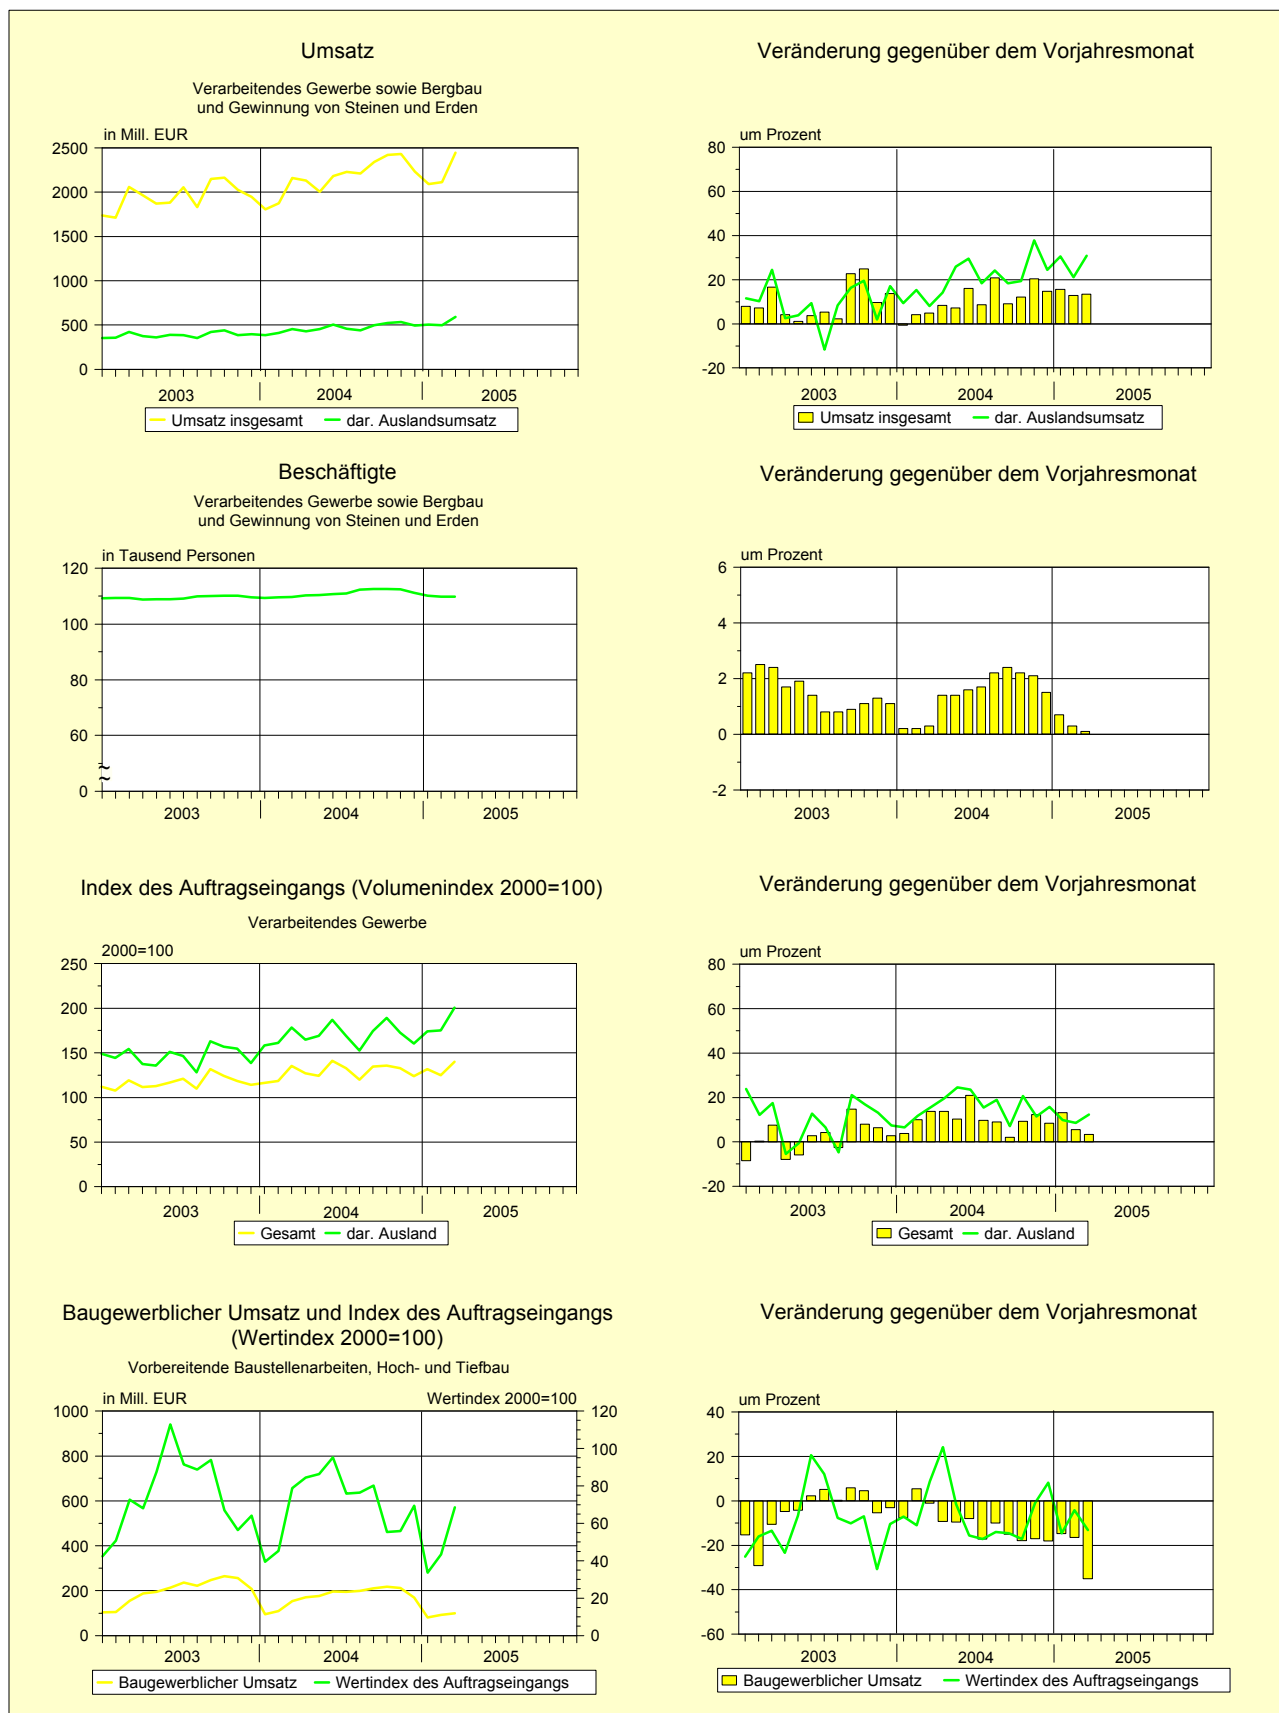 Umsatz
Verarbeitendes Gewerbe sowie Bergbau
und Gewinnung von Steinen und Erden
in Mill. EUR
2500
2000
1500
1000
500
0
2003 2004 2005
Umsatz insgesamt dar. Auslandsumsatz
Veränderung gegenüber dem Vorjahresmonat
um Prozent
80
60
40
20
0
-20
2003 2004 2005
Umsatz insgesamt dar. Auslandsumsatz
Beschäftigte
Verarbeitendes Gewerbe sowie Bergbau
und Gewinnung von Steinen und Erden
in Tausend Personen
120
100
80
60
0
2003 2004 2005
Veränderung gegenüber dem Vorjahresmonat
um Prozent
6
4
2
0
-2
2003 2004 2005
Index des Auftragseingangs (Volumenindex 2000=100)
Verarbeitendes Gewerbe
2000=100
250
200
150
100
50
0
2003 2004 2005
Gesamt dar. Ausland
Veränderung gegenüber dem Vorjahresmonat
um Prozent
80
60
40
20
0
-20
2003 2004 2005
Gesamt dar. Ausland
Baugewerblicher Umsatz und Index des Auftragseingangs
(Wertindex 2000=100)
Vorbereitende Baustellenarbeiten, Hoch- und Tiefbau
in Mill. EUR Wertindex 2000=100
1000 120
800 100
600 80
400 60
200 40
0 20
0
2003 2004 2005
Baugewerblicher Umsatz Wertindex des Auftragseingangs
Veränderung gegenüber dem Vorjahresmonat
um Prozent
40
20
0
-20
-40
-60
2003 2004 2005
Baugewerblicher Umsatz Wertindex des Auftragseingangs